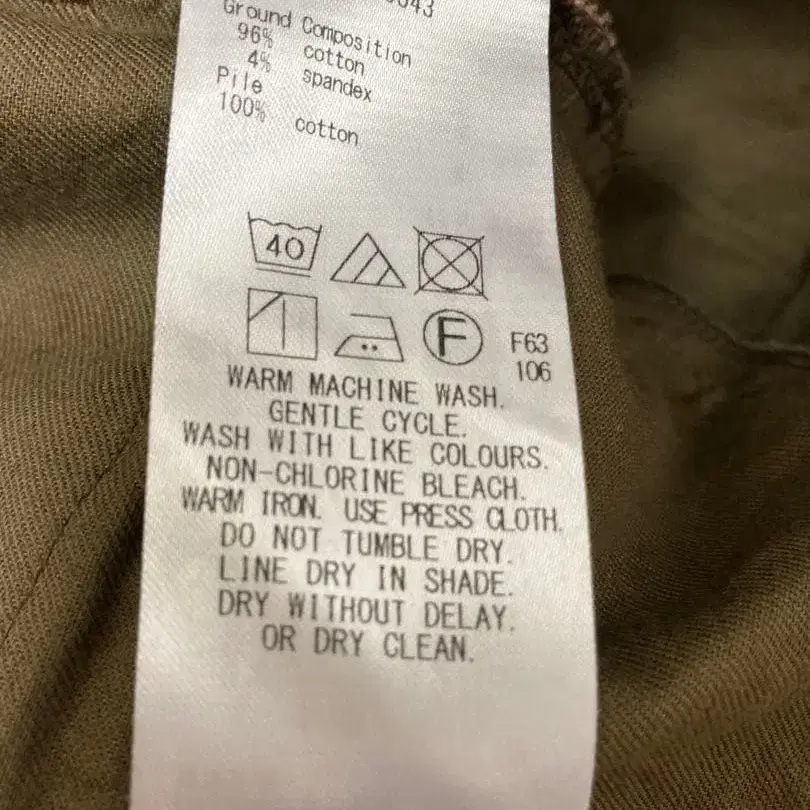 Ground Composition
96% cotton
4% spandex
Pile
100% cotton
40
F
F63
106
WARM MACHINE WASH.
GENTLE CYCLE.
WASH WITH LIKE COLOURS.
NON-CHLORINE BLEACH.
WARM IRON. USE PRESS CLOTH.
DO NOT TUMBLE DRY.
LINE DRY IN SHADE.
DRY WITHOUT DELAY.
OR DRY CLEAN.